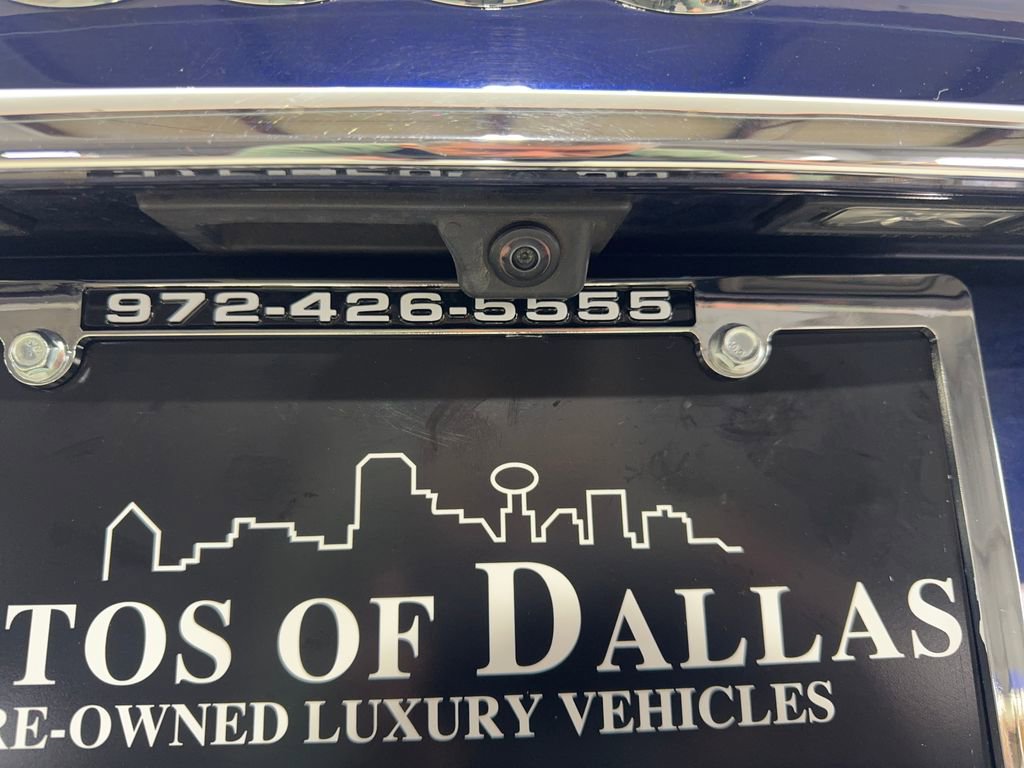 972-426-5555
TOS OF DALLAS
RE-OWNED LUXURY VEHICLES